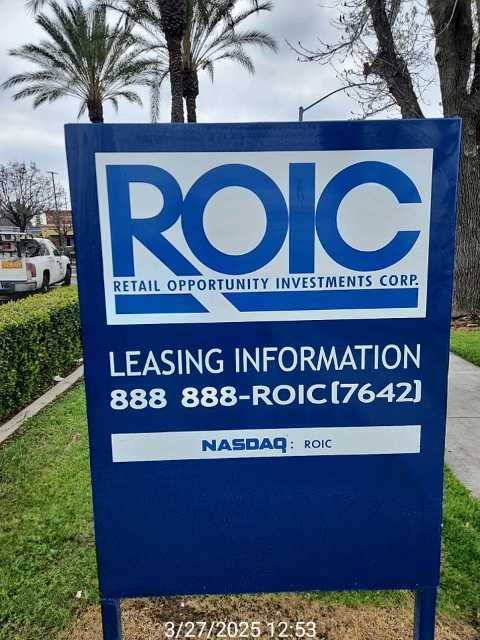 ROIC
RETAIL OPPORTUNITY INVESTMENTS CORP.
LEASING INFORMATION
888 888-ROIC(7642)
NASDAQ: ROIC
3/27/2025 12:53